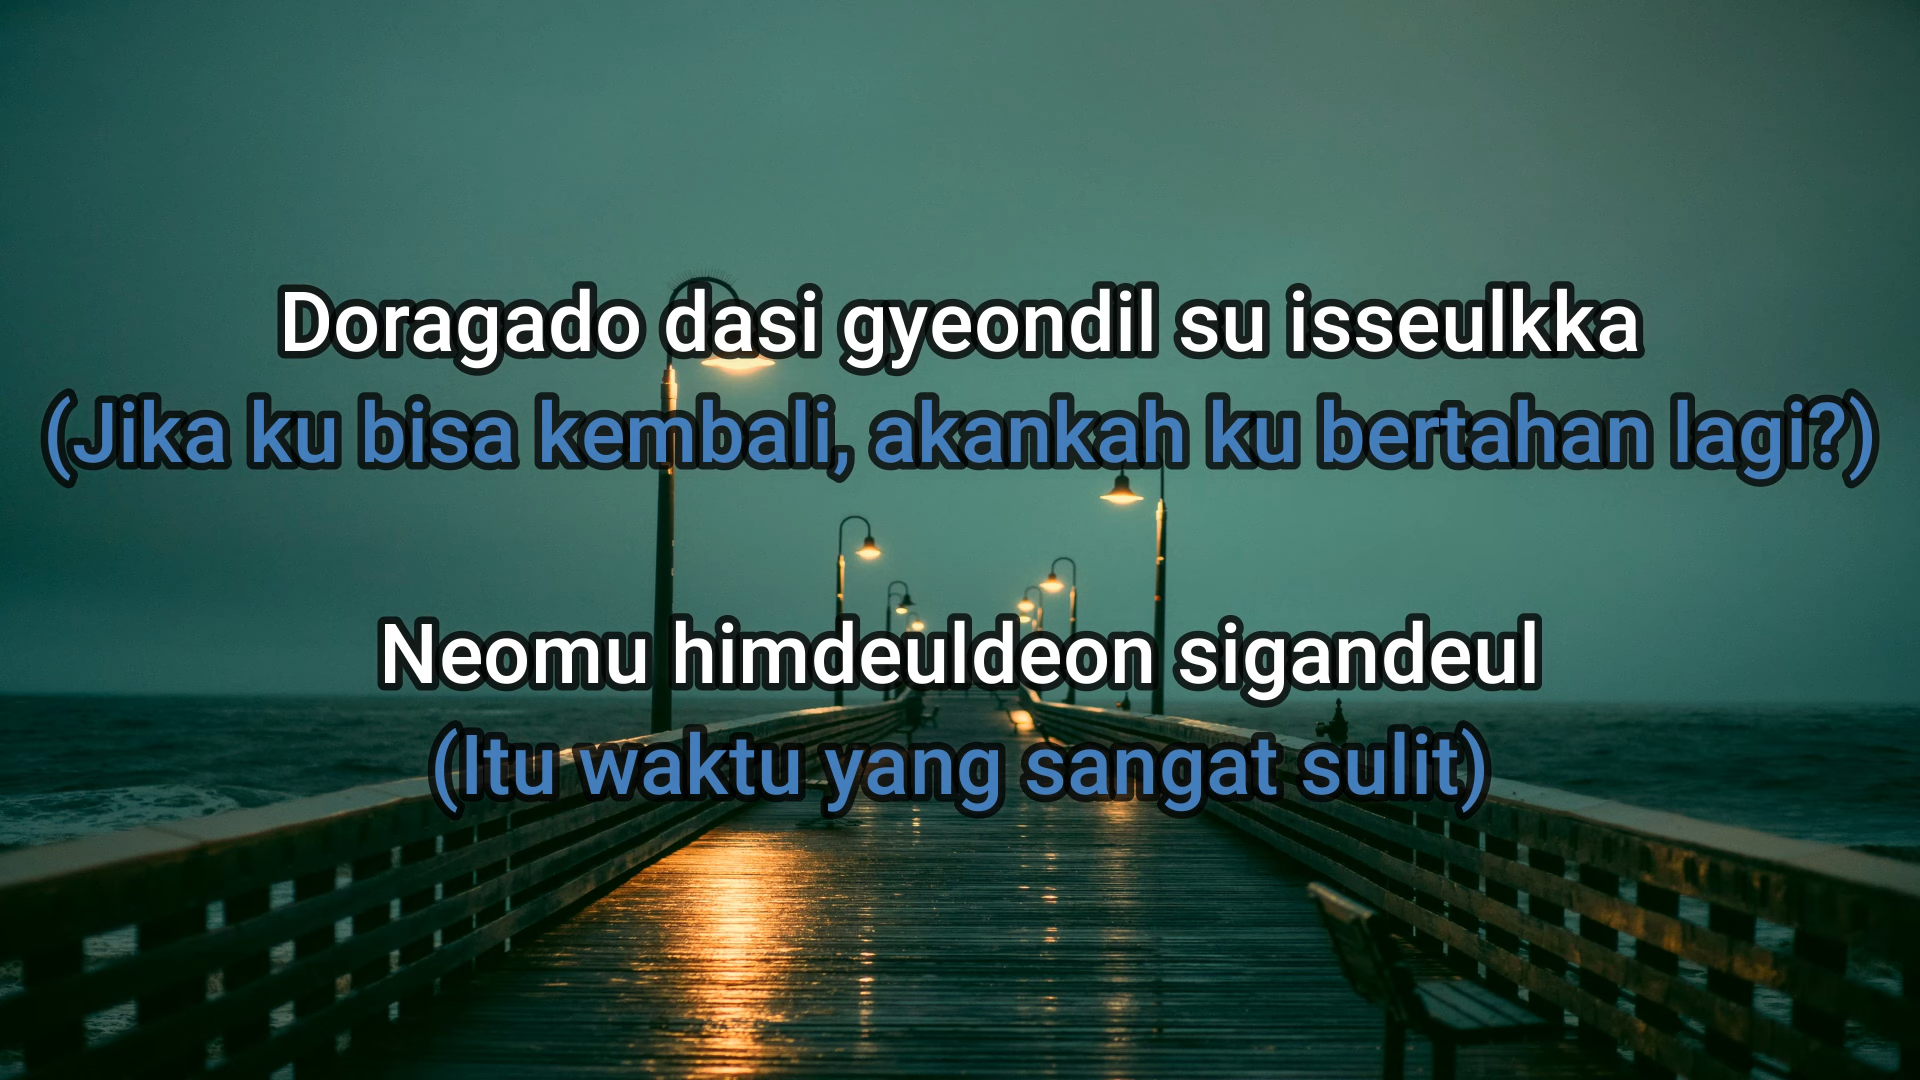 Doragado dasi gyeondil su isseulkka
(Jika ku bisa kembali, akankah ku bertahan lagi?)
Neomu himdeuldeon sigandeul
(Itu waktu yang sangat sulit)